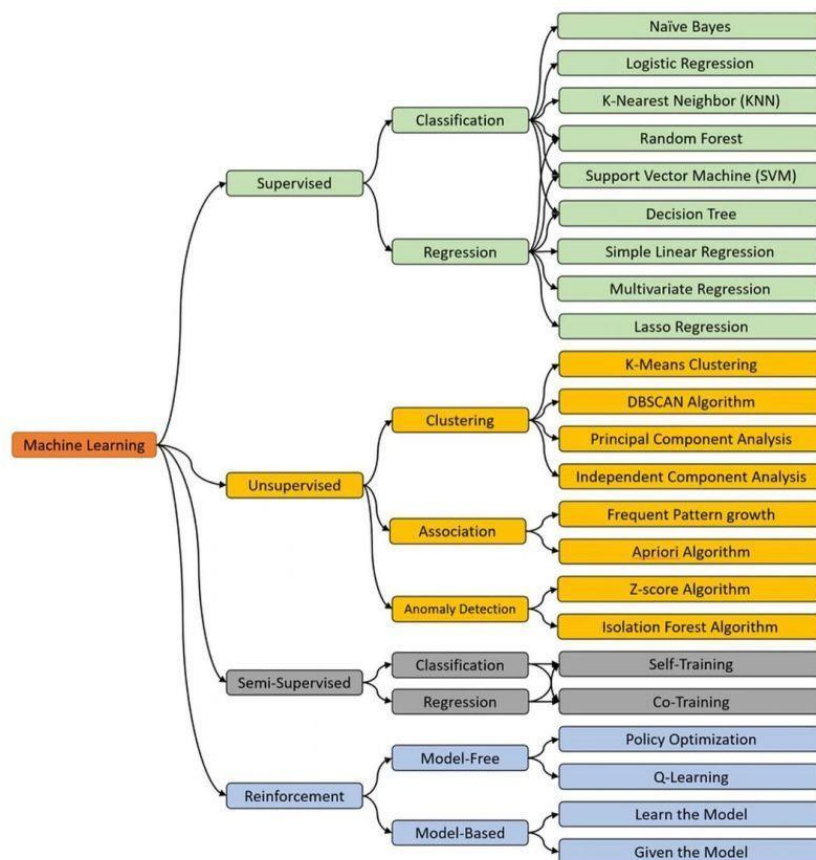 Machine Learning
Supervised
Classification
Naïve Bayes
Logistic Regression
K-Nearest Neighbor (KNN)
Random Forest
Support Vector Machine (SVM)
Decision Tree
Regression
Simple Linear Regression
Multivariate Regression
Lasso Regression
Unsupervised
Clustering
K-Means Clustering
DBSCAN Algorithm
Principal Component Analysis
Independent Component Analysis
Association
Frequent Pattern growth
Apriori Algorithm
Anomaly Detection
Z-score Algorithm
Isolation Forest Algorithm
Semi-Supervised
Classification
Regression
Self-Training
Co-Training
Reinforcement
Model-Free
Policy Optimization
Q-Learning
Model-Based
Learn the Model
Given the Model